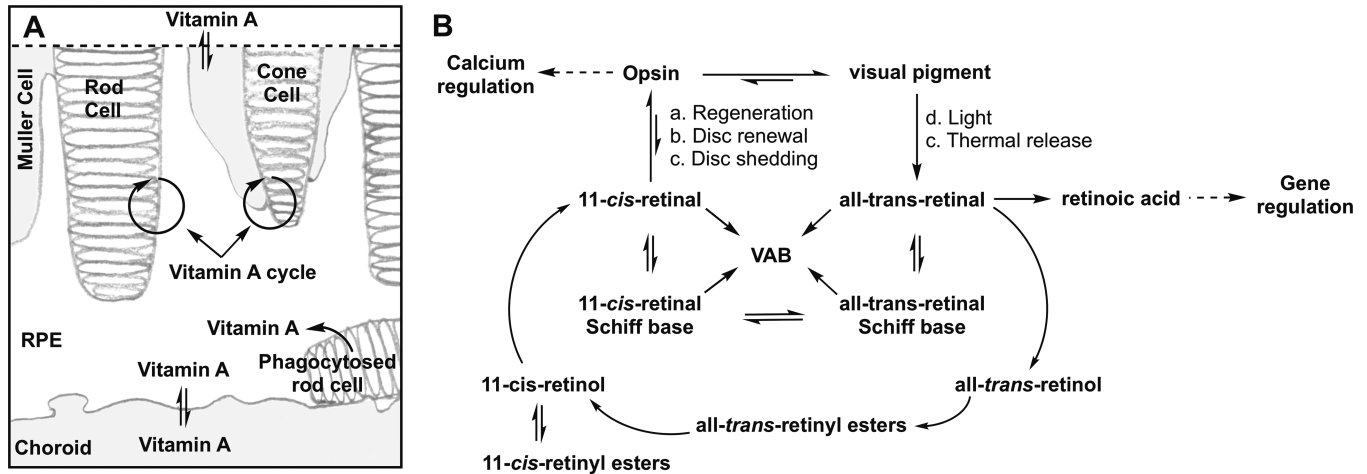 A
Vitamin A
Muller Cell
Rod
Cell
Cone
Cell
Vitamin A cycle
RPE
Vitamin A
Phagocytosed
rod cell
Vitamin A
Choroid
Vitamin A
B
Calcium
regulation
Opsin
visual pigment
a. Regeneration
b. Disc renewal
c. Disc shedding
d. Light
c. Thermal release
11-cis-retinal
all-trans-retinal
retinoic acid
Gene
regulation
VAB
11-cis-retinal
Schiff base
all-trans-retinal
Schiff base
11-cis-retinol
all-trans-retinol
all-trans-retinyl esters
11-cis-retinyl esters